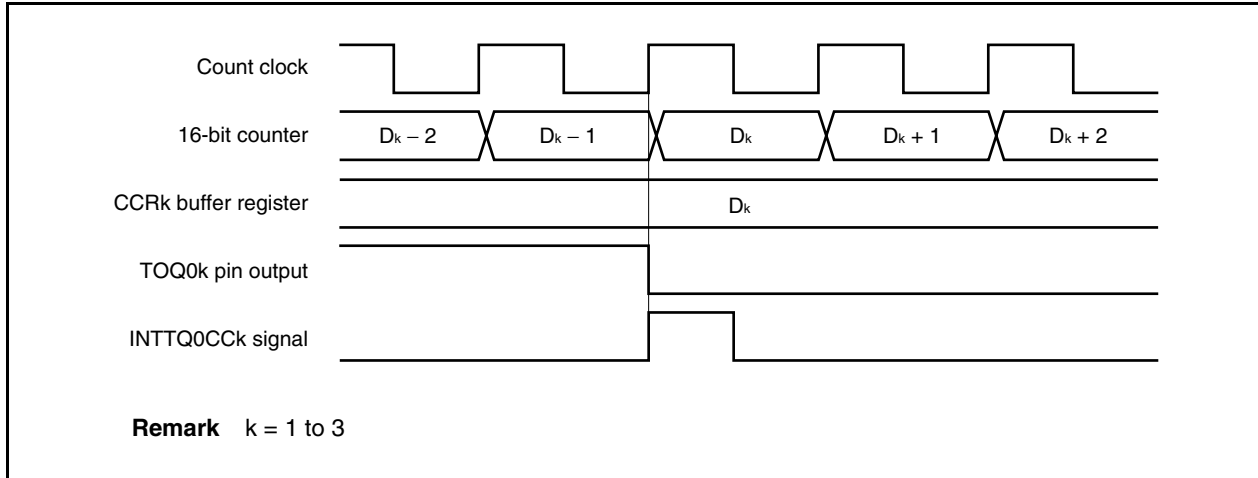 Count clock
16-bit counter
Dₖ − 2
Dₖ − 1
Dₖ
Dₖ + 1
Dₖ + 2
CCRk buffer register
Dₖ
TOQ0k pin output
INTTQ0CCk signal
Remark k = 1 to 3